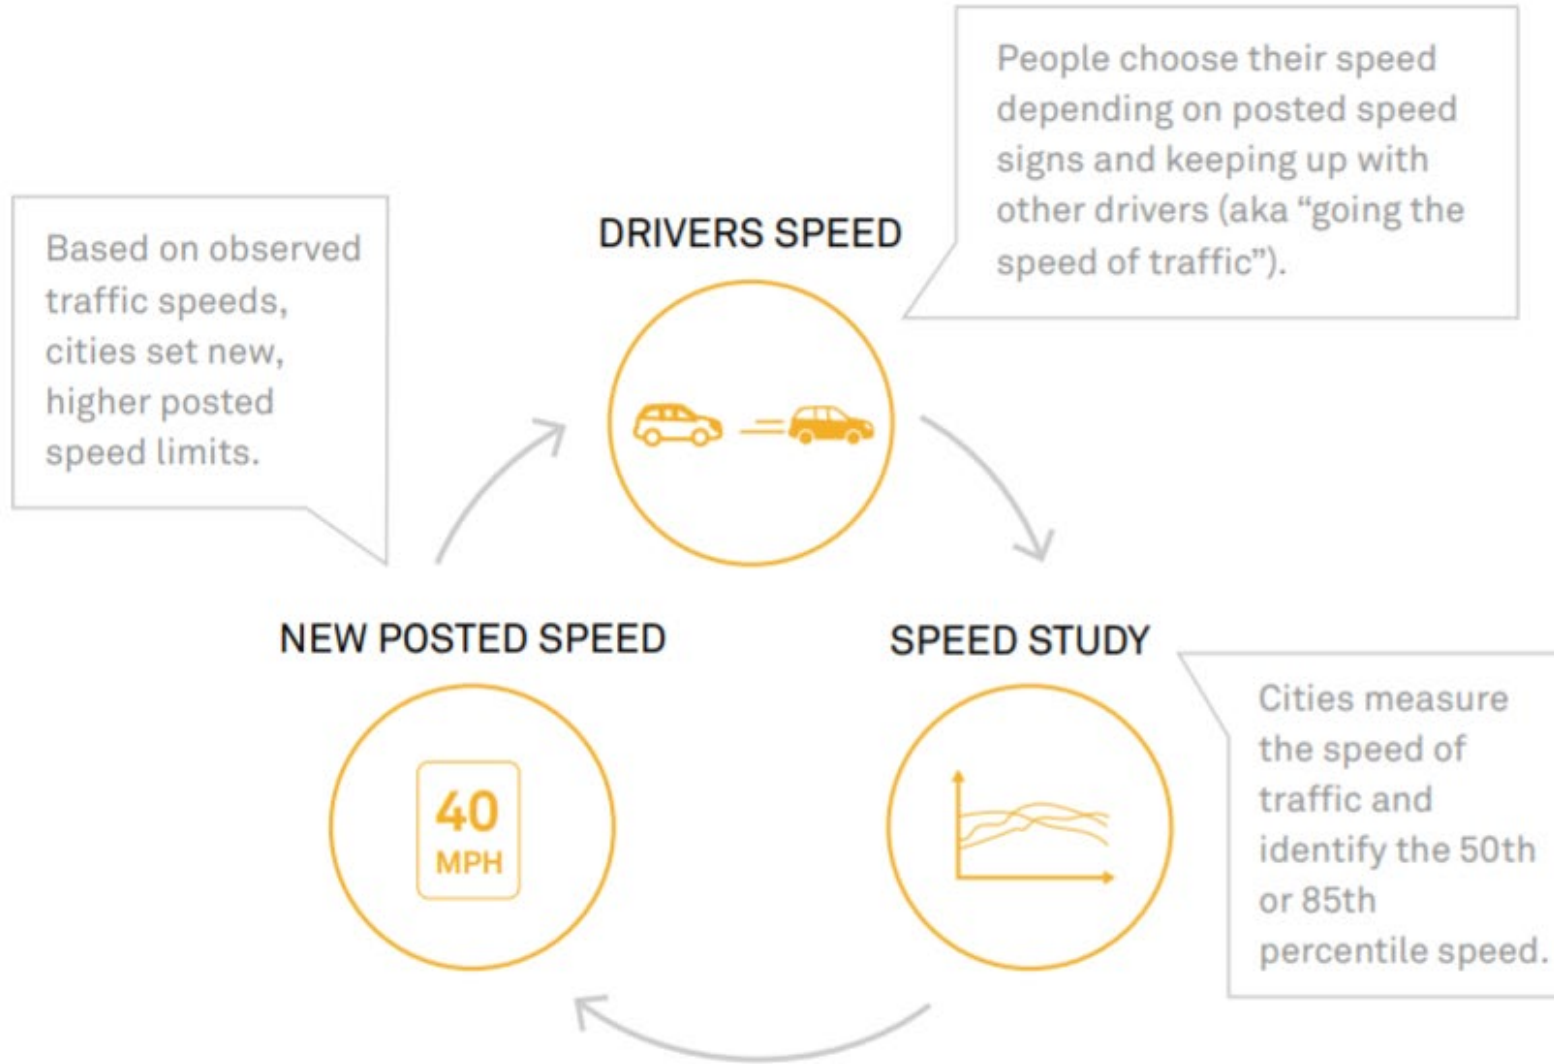 People choose their speed
depending on posted speed
signs and keeping up with
other drivers (aka “going the
speed of traffic”).
DRIVERS SPEED
Based on observed
traffic speeds,
cities set new,
higher posted
speed limits.
NEW POSTED SPEED
40
MPH
SPEED STUDY
Cities measure
the speed of
traffic and
identify the 50th
or 85th
percentile speed.